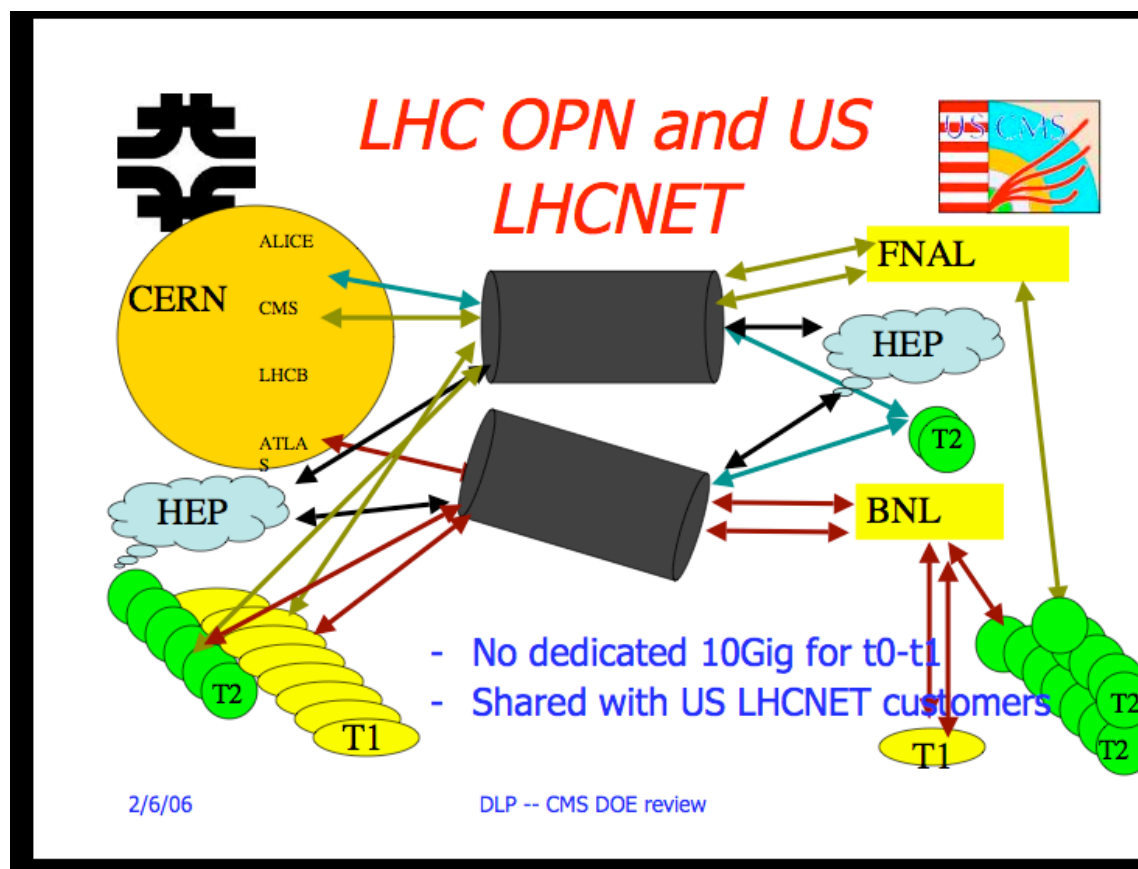 LHC OPN and US
LHCNET
US CMS
ALICE
CERN
CMS
LHCB
ATLA
S
FNAL
HEP
T2
HEP
BNL
- No dedicated 10Gig for t0-t1
- Shared with US LHCNET customers
T2
T1
T1
T2
T2
2/6/06
DLP -- CMS DOE review